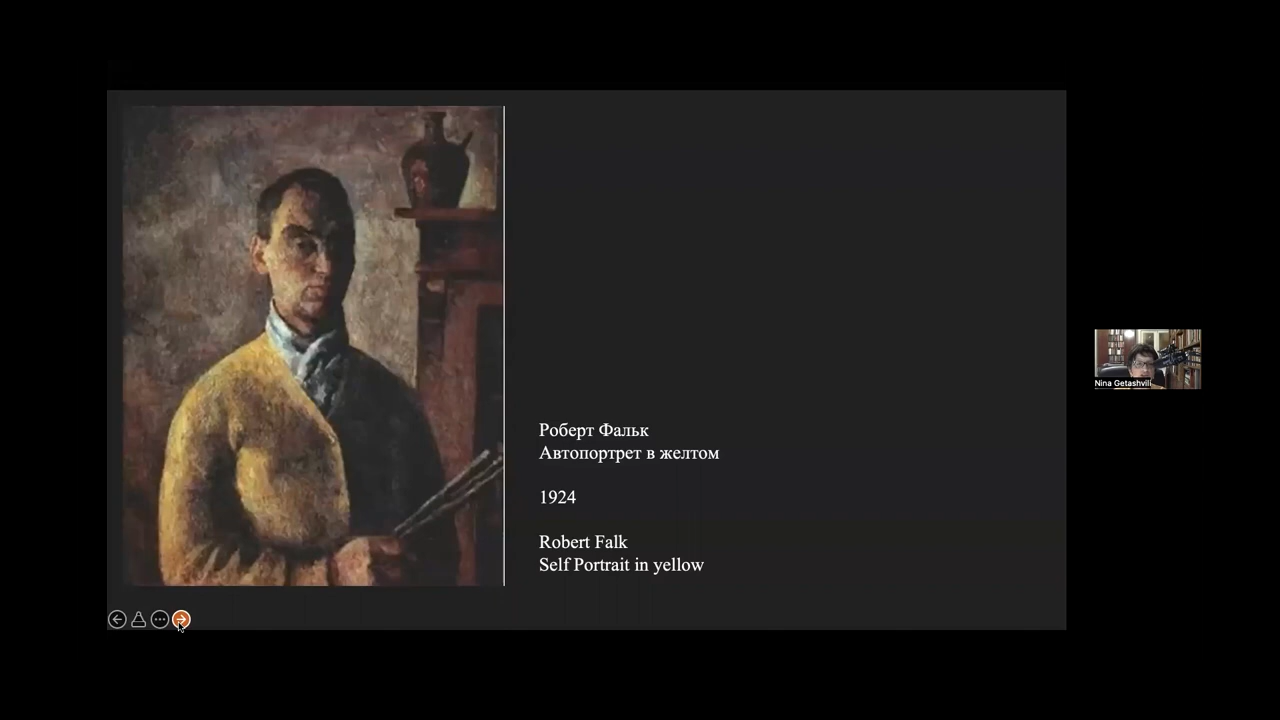 Роберт Фальк
Автопортрет в желтом
1924
Robert Falk
Self Portrait in yellow
Nina Getashvili